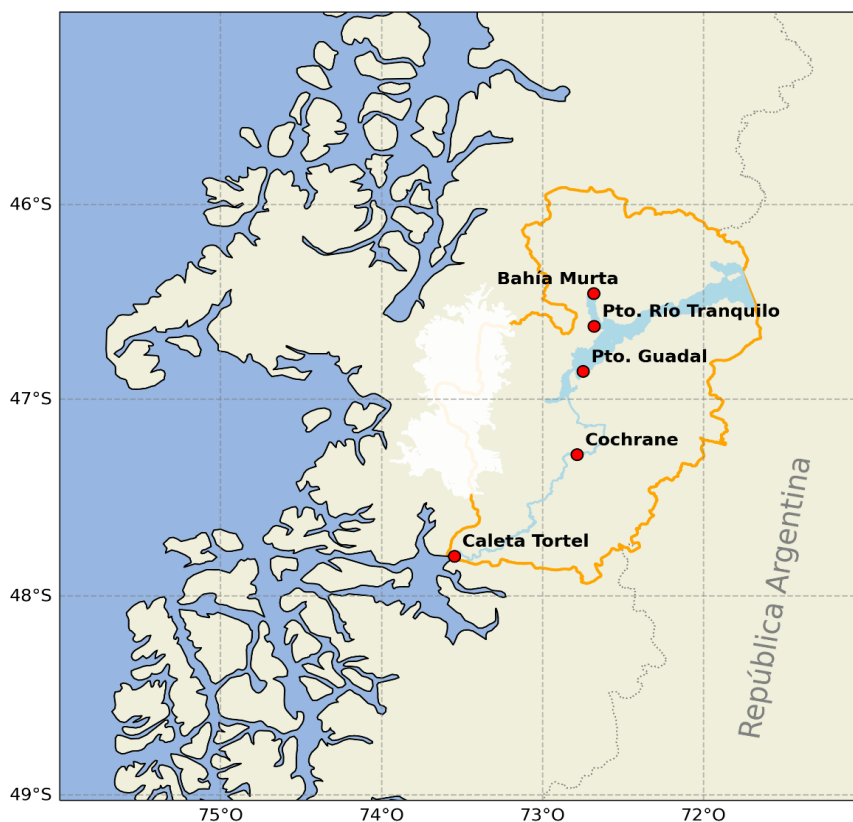 46°S
Bahía Murta
Pto. Río Tranquilo
Pto. Guadal
47°S
Cochrane
República Argentina
Caleta Tortel
48°S
49°S
75°O
74°O
73°O
72°O